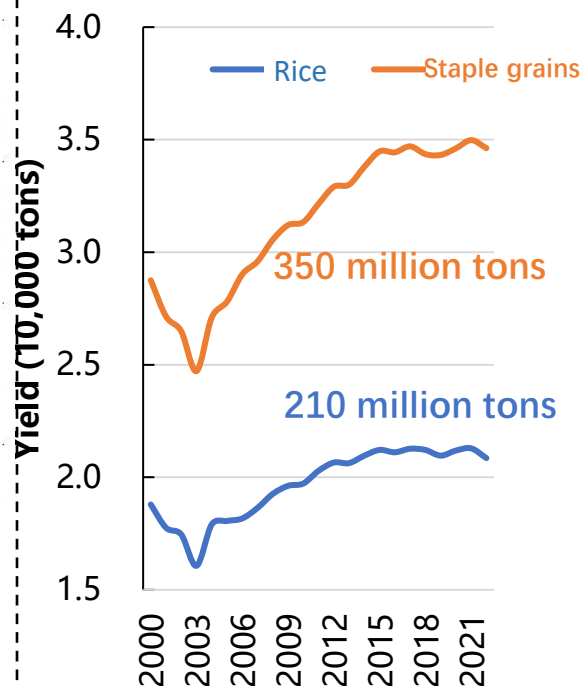 4.0
Rice
Staple grains
3.5
3.0
350 million tons
2.5
210 million tons
2.0
1.5
Yield (10,000 tons)
2000
2003
2006
2009
2012
2015
2018
2021